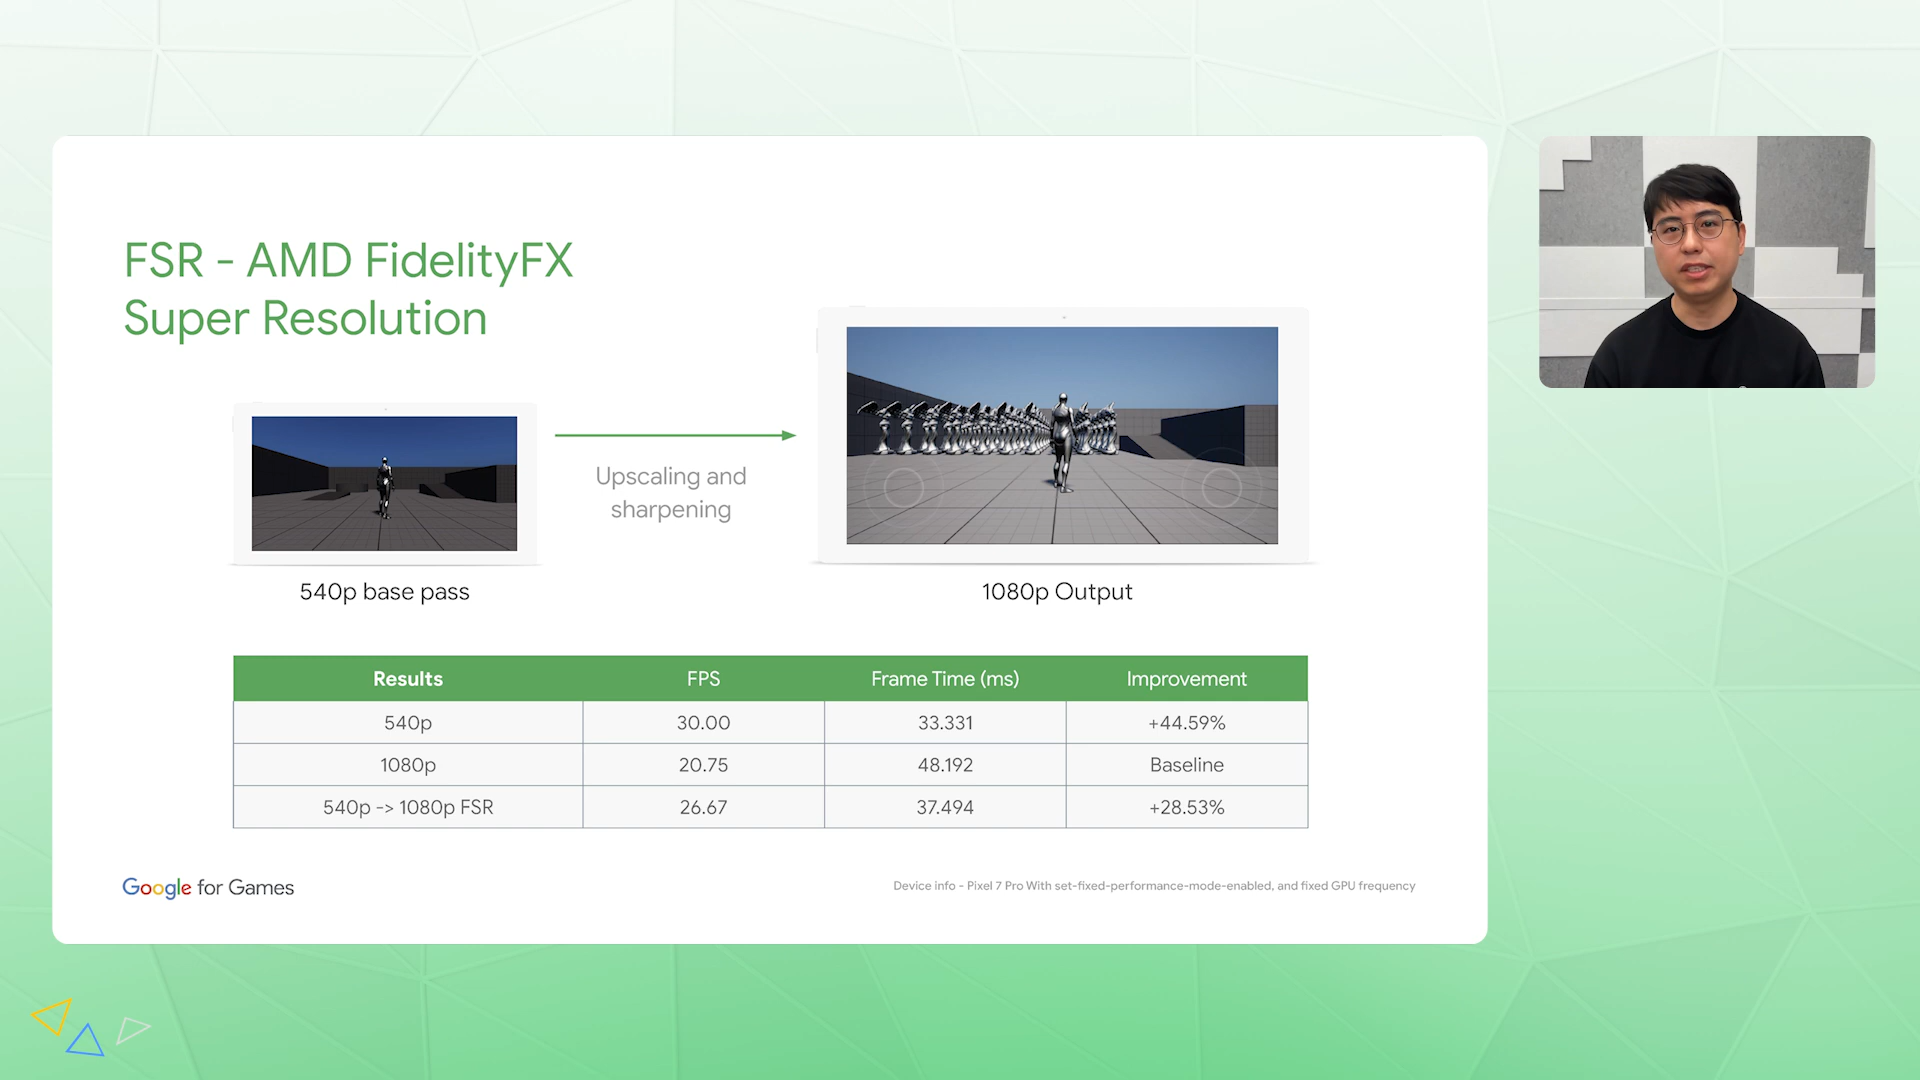 FSR - AMD FidelityFX
Super Resolution
Upscaling and
sharpening
540p base pass
1080p Output
Results FPS Frame Time (ms) Improvement
540p 30.00 33.331 +44.59%
1080p 20.75 48.192 Baseline
540p -> 1080p FSR 26.67 37.494 +28.53%
Google for Games
Device info - Pixel 7 Pro With set-fixed-performance-mode-enabled, and fixed GPU frequency